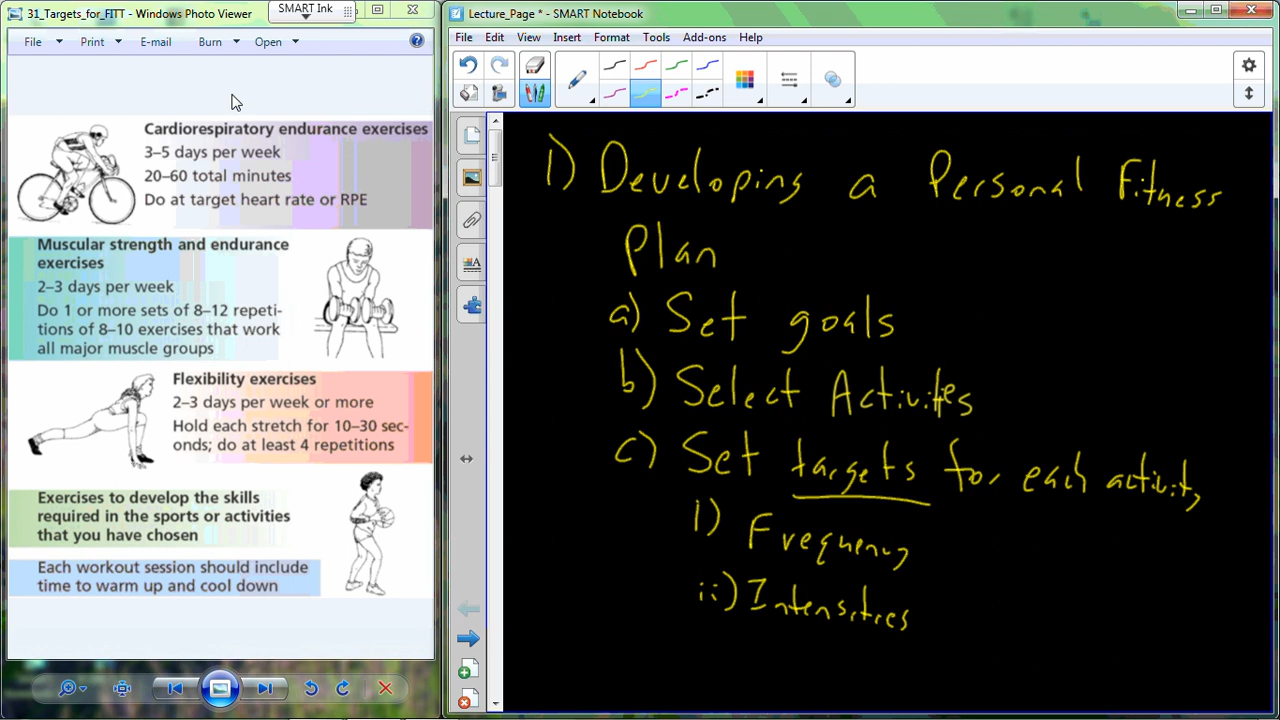 31_Targets_for_FITT - Windows Photo Viewer
SMART Ink
File Print E-mail Burn Open
Cardiorespiratory endurance exercises
3–5 days per week
20–60 total minutes
Do at target heart rate or RPE
Muscular strength and endurance
exercises
2–3 days per week
Do 1 or more sets of 8–12 repeti-
tions of 8–10 exercises that work
all major muscle groups
Flexibility exercises
2–3 days per week or more
Hold each stretch for 10–30 sec-
onds; do at least 4 repetitions
Exercises to develop the skills
required in the sports or activities
that you have chosen
Each workout session should include
time to warm up and cool down
Lecture_Page * - SMART Notebook
File Edit View Insert Format Tools Add-ons Help
1) Developing a Personal Fitness
Plan
a) Set goals
b) Select Activites
c) Set targets for each activity
1) Frequency
ii) Intensities